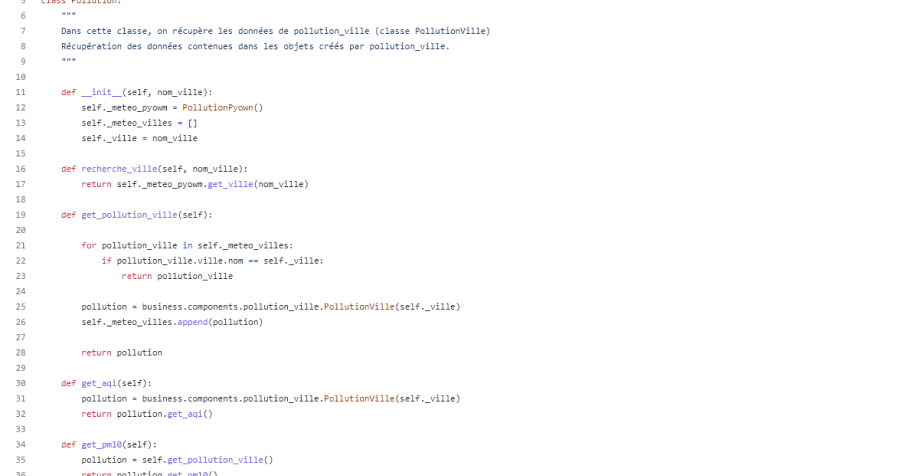 5 class Pollution:
6 """
7 Dans cette classe, on récupère les données de pollution_ville (classe PollutionVille)
8 Récupération des données contenues dans les objets créés par pollution_ville.
9 """
10
11 def __init__(self, nom_ville):
12 self._meteo_pyowm = PollutionPyown()
13 self._meteo_villes = []
14 self._ville = nom_ville
15
16 def recherche_ville(self, nom_ville):
17 return self._meteo_pyowm.get_ville(nom_ville)
18
19 def get_pollution_ville(self):
20
21 for pollution_ville in self._meteo_villes:
22 if pollution_ville.ville.nom == self._ville:
23 return pollution_ville
24
25 pollution = business.components.pollution_ville.PollutionVille(self._ville)
26 self._meteo_villes.append(pollution)
27
28 return pollution
29
30 def get_aqi(self):
31 pollution = business.components.pollution_ville.PollutionVille(self._ville)
32 return pollution.get_aqi()
33
34 def get_pm10(self):
35 pollution = self.get_pollution_ville()
36 return pollution.get_pm10()